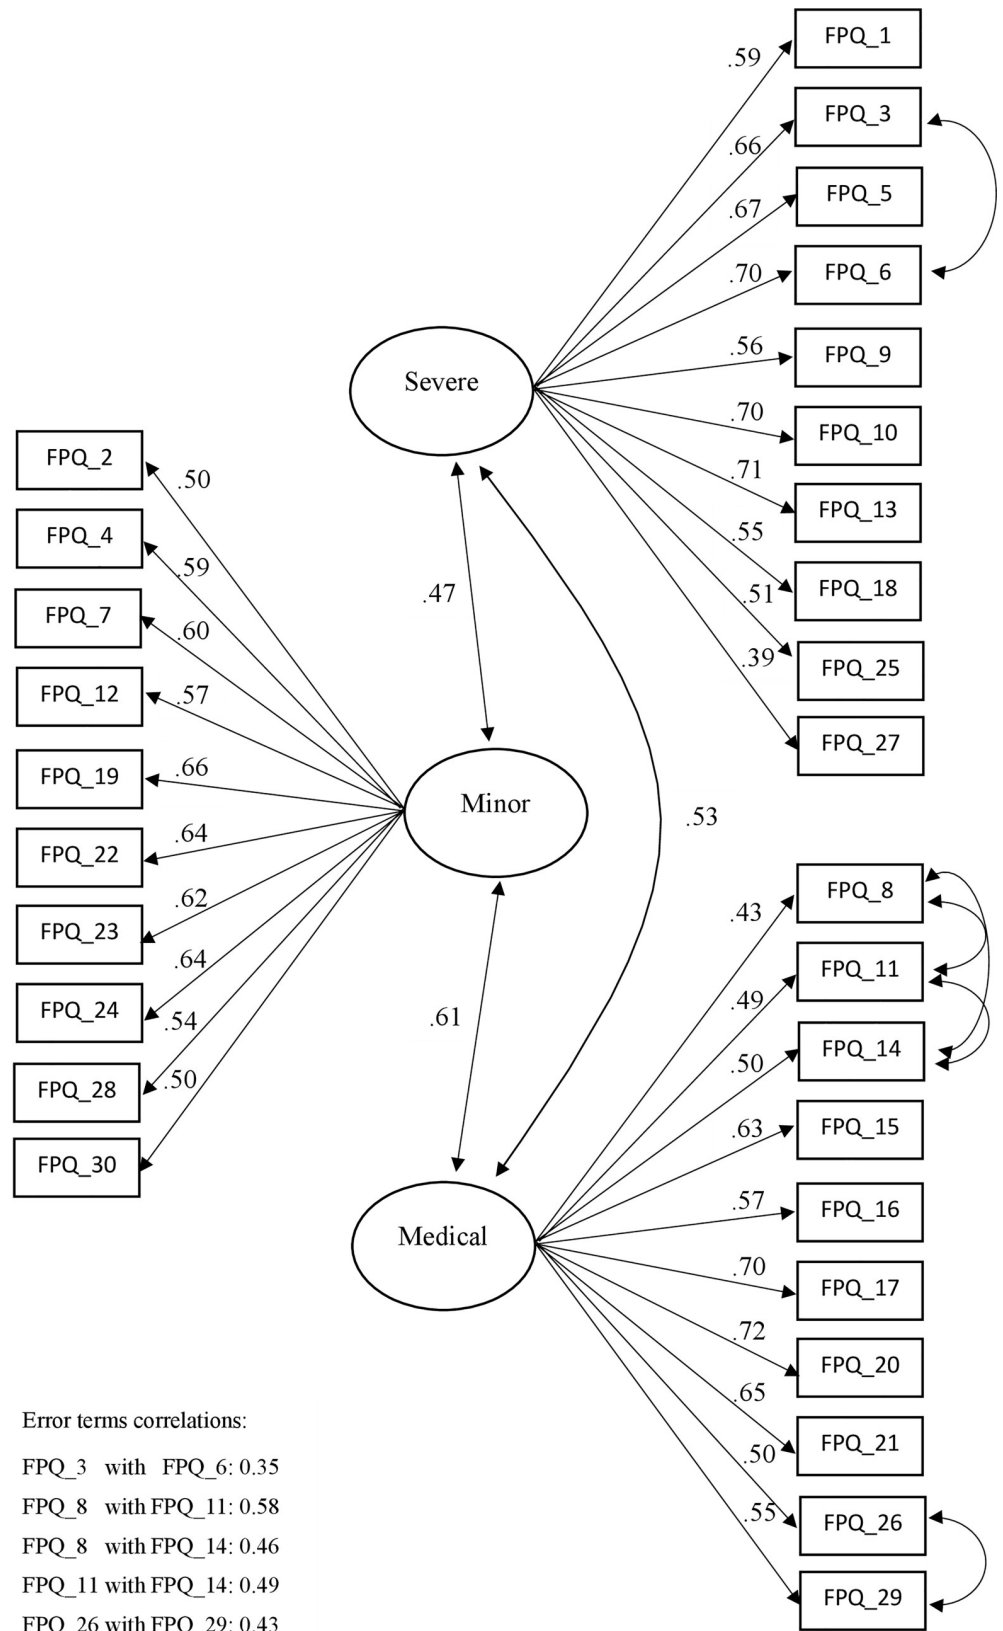 .59
FPQ_1
.66
FPQ_3
.67
FPQ_5
.70
FPQ_6
.56
FPQ_9
.70
FPQ_10
.71
FPQ_13
.55
FPQ_18
.51
FPQ_25
.39
FPQ_27
Severe
FPQ_2
.50
FPQ_4
.59
FPQ_7
.60
FPQ_12
.57
FPQ_19
.66
FPQ_22
.64
FPQ_23
.62
FPQ_24
.64
FPQ_28
.54
FPQ_30
.50
.47
Minor
.53
.61
Medical
.43
FPQ_8
.49
FPQ_11
.50
FPQ_14
.63
FPQ_15
.57
FPQ_16
.70
FPQ_17
.72
FPQ_20
.65
FPQ_21
.50
FPQ_26
.55
FPQ_29
Error terms correlations:
FPQ_3 with FPQ_6: 0.35
FPQ_8 with FPQ_11: 0.58
FPQ_8 with FPQ_14: 0.46
FPQ_11 with FPQ_14: 0.49
FPQ_26 with FPQ_29: 0.43